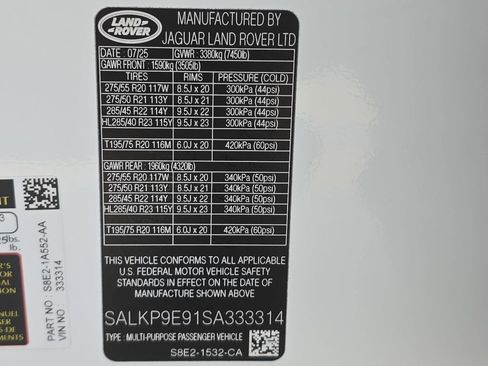 LAND-
ROVER
MANUFACTURED BY
JAGUAR LAND ROVER LTD
DATE : 07/25 GVWR : 3380kg (7450lb)
GAWR FRONT : 1590kg (3505lb)
TIRES RIMS PRESSURE (COLD)
275/55 R20 117W 8.5J x 20 300kPa (44psi)
275/50 R21 113Y 8.5J x 21 300kPa (44psi)
285/45 R22 114Y 9.5J x 22 300kPa (44psi)
HL285/40 R23 115Y 9.5J x 23 300kPa (44psi)
T195/75 R20 116M 6.0J x 20 420kPa (60psi)
GAWR REAR : 1960kg (4320lb)
275/55 R20 117W 8.5J x 20 340kPa (50psi)
275/50 R21 113Y 8.5J x 21 340kPa (50psi)
285/45 R22 114Y 9.5J x 22 340kPa (50psi)
HL285/40 R23 115Y 9.5J x 23 340kPa (50psi)
T195/75 R20 116M 6.0J x 20 420kPa (60psi)
THIS VEHICLE CONFORMS TO ALL APPLICABLE
U.S. FEDERAL MOTOR VEHICLE SAFETY
STANDARDS IN EFFECT ON THE DATE OF
MANUFACTURE SHOWN ABOVE.
SALKP9E91SA333314
TYPE : MULTI-PURPOSE PASSENGER VEHICLE
S8E2-1532-CA
PART NO : S8E2-1A552-AA
VIN NO : 333314